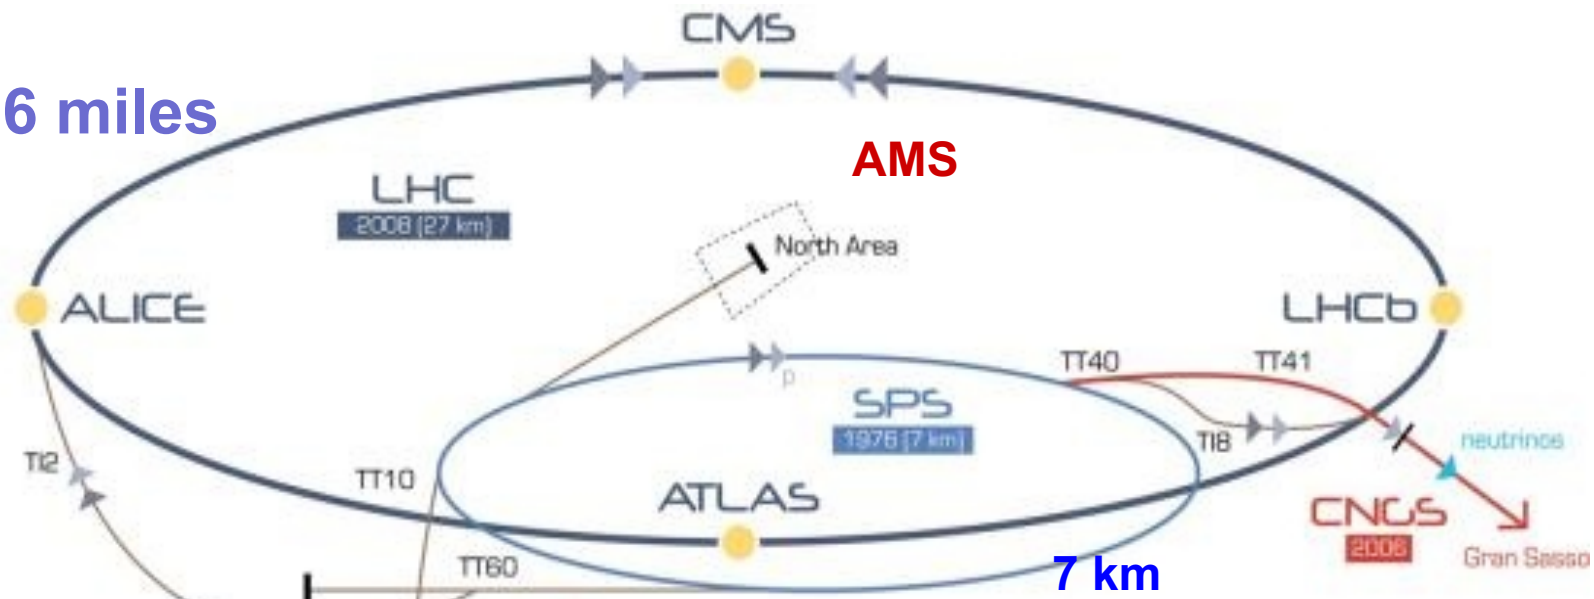 CMS
6 miles
AMS
LHC
2008 (27 km)
North Area
ALICE
LHCb
TT40
TT41
p
SPS
1976 (7 km)
TI8
neutrinos
TI2
TT10
ATLAS
CNGS
2006
Gran Sasso
TT60
7 km